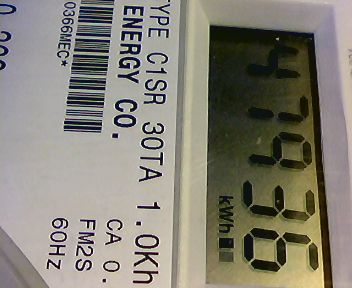 TYPE C1SR 30TA 1.0Kh
ENERGY CO. CA 0.
FM2S
0366MEC* 60HZ
47936
kWh